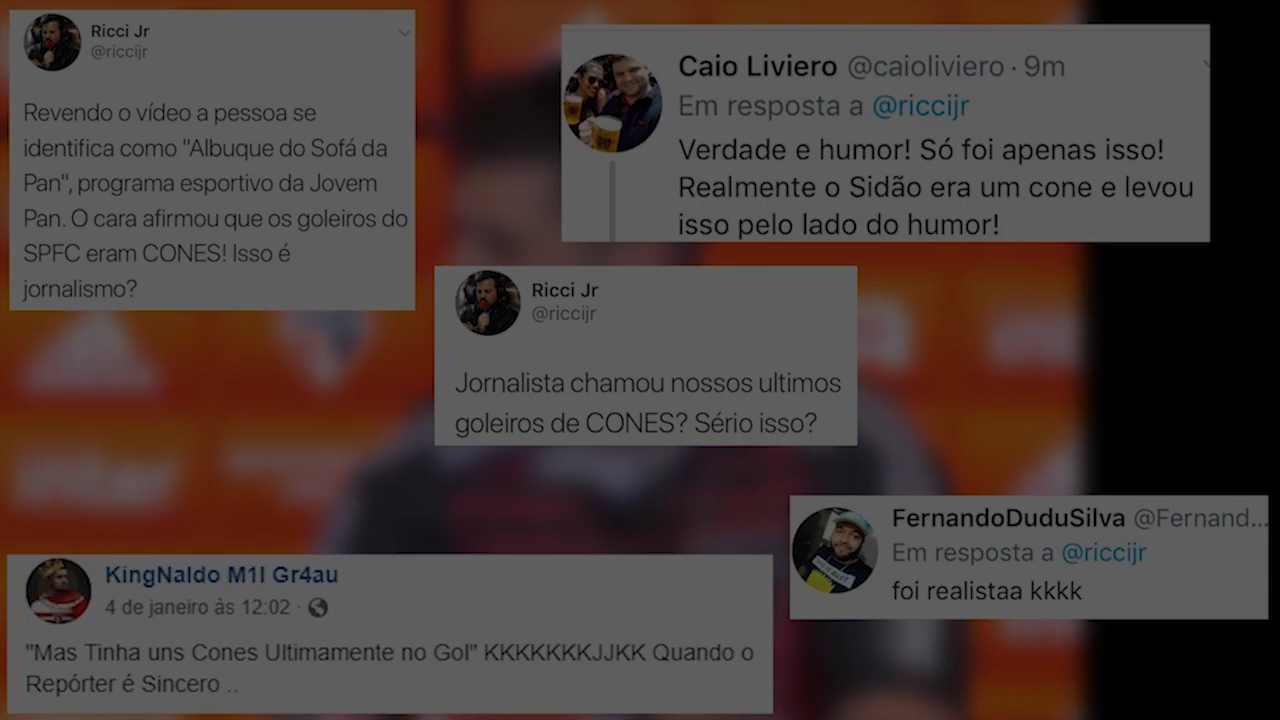 Ricci Jr
@riccijr
Revendo o vídeo a pessoa se
identifica como "Albuque do Sofá da
Pan", programa esportivo da Jovem
Pan. O cara afirmou que os goleiros do
SPFC eram CONES! Isso é
jornalismo?
Caio Liviero @caioliviero · 9m
Em resposta a @riccijr
Verdade e humor! Só foi apenas isso!
Realmente o Sidão era um cone e levou
isso pelo lado do humor!
Ricci Jr
@riccijr
Jornalista chamou nossos ultimos
goleiros de CONES? Sério isso?
FernandoDuduSilva @Fernand...
Em resposta a @riccijr
foi realistaa kkkk
KingNaldo M1l Gr4au
4 de janeiro às 12:02 ·
"Mas Tinha uns Cones Ultimamente no Gol" KKKKKKKJJKK Quando o
Repórter é Sincero ..